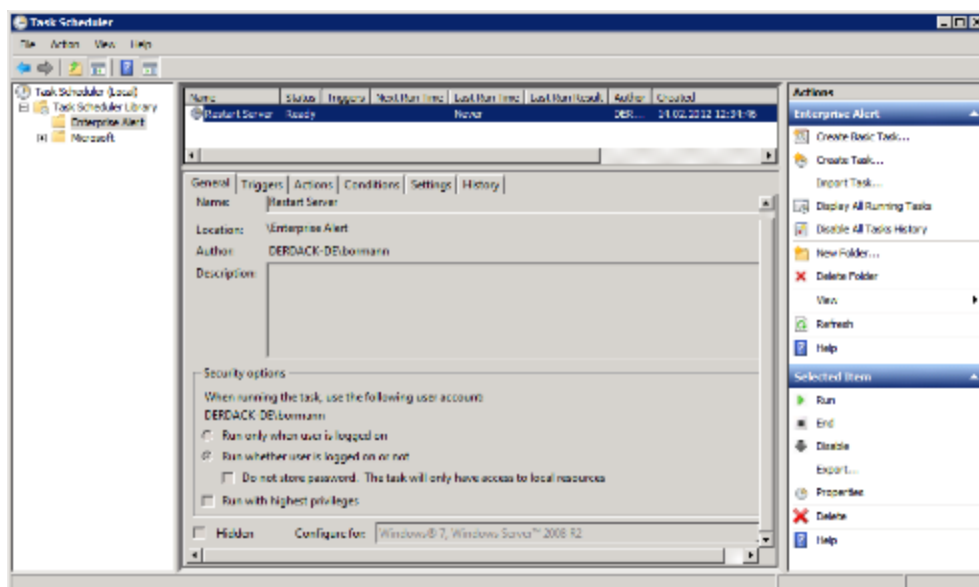 Task Scheduler
File Action View Help
Task Scheduler (Local)
Task Scheduler Library
Enterprise Alert
Microsoft
Name Status Triggers Next Run Time Last Run Time Last Run Result Author Created
Restart Server Ready Never DER... 14.02.2012 12:34:46
General Triggers Actions Conditions Settings History
Name: Restart Server
Location: \Enterprise Alert
Author: DERDACK-DE\bormann
Description:
Security options
When running the task, use the following user account:
DERDACK-DE\bormann
Run only when user is logged on
Run whether user is logged on or not
Do not store password. The task will only have access to local resources
Run with highest privileges
Hidden Configure for: Windows® 7, Windows Server™ 2008 R2
Actions
Enterprise Alert
Create Basic Task...
Create Task...
Import Task...
Display All Running Tasks
Disable All Tasks History
New Folder...
Delete Folder
View
Refresh
Help
Selected Item
Run
End
Disable
Export...
Properties
Delete
Help